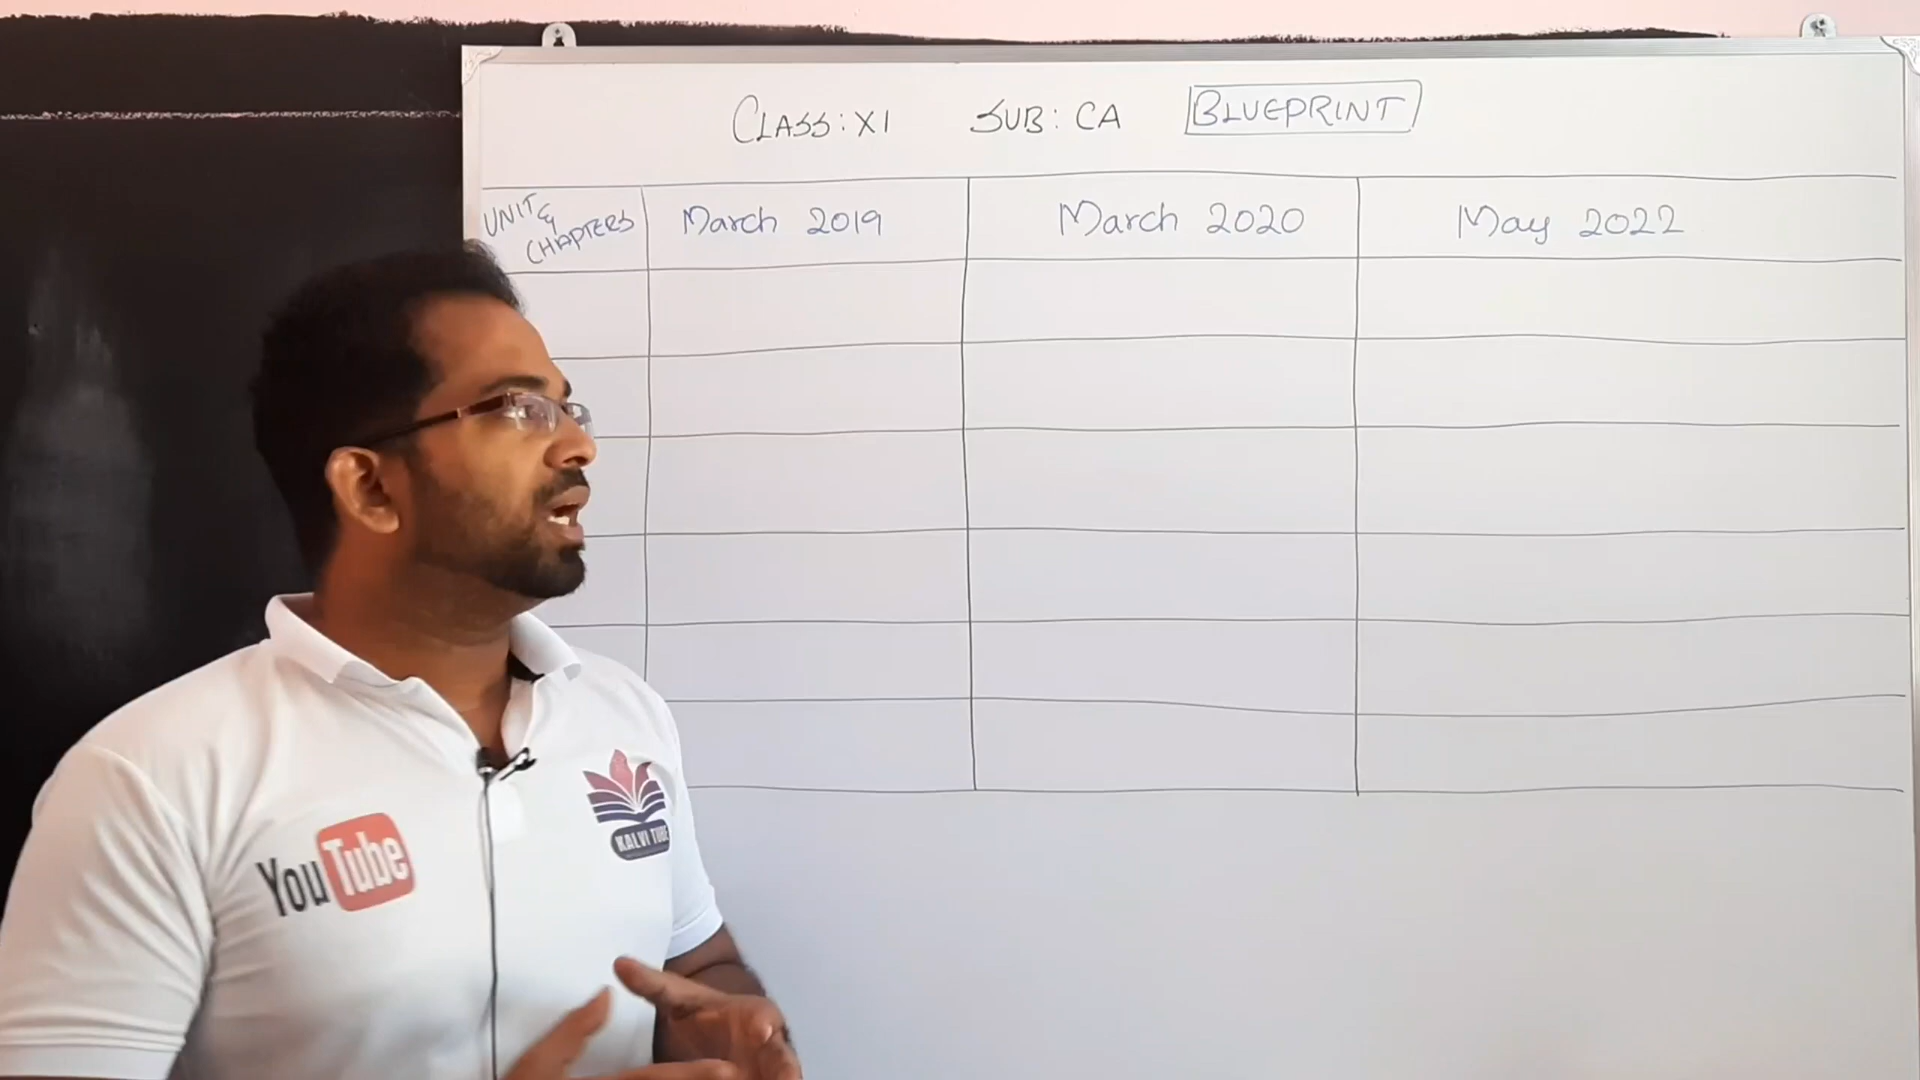 CLASS: XI SUB: CA BLUEPRINT
UNIT & CHAPTERS March 2019 March 2020 May 2022
YouTube
KALVI TUBE